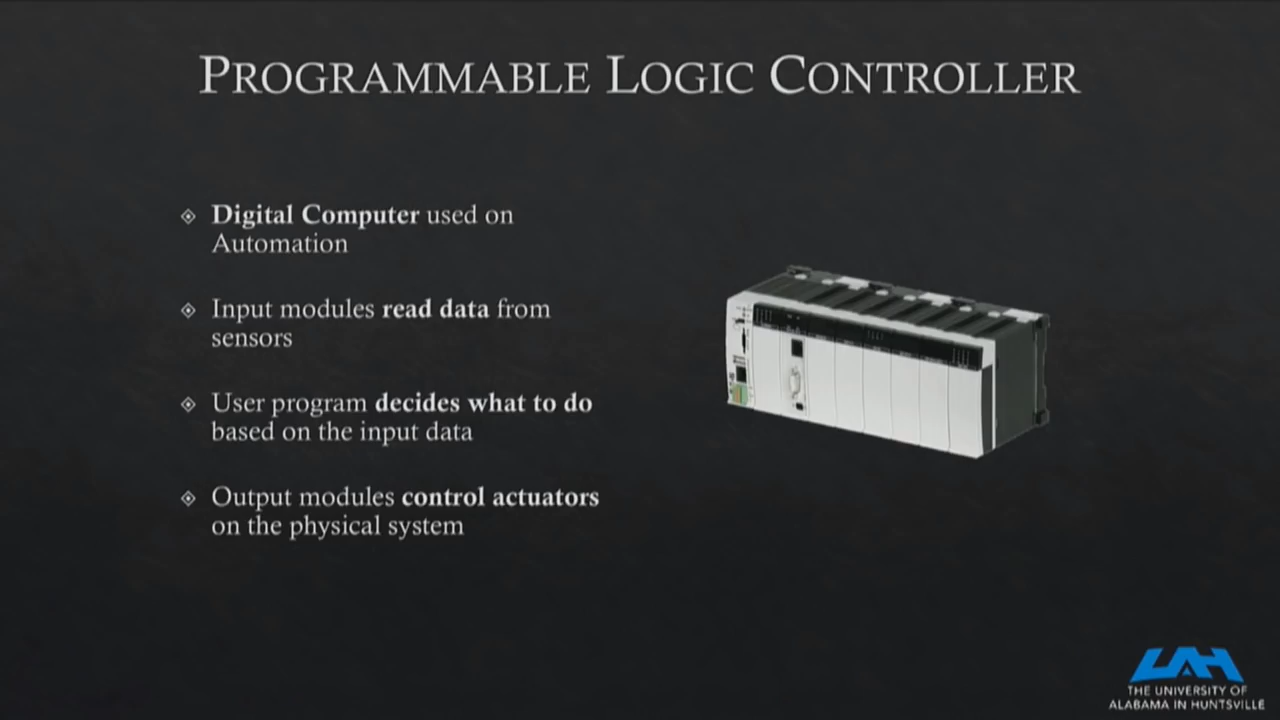 PROGRAMMABLE LOGIC CONTROLLER
Digital Computer used on
Automation
Input modules read data from
sensors
User program decides what to do
based on the input data
Output modules control actuators
on the physical system
UAH
THE UNIVERSITY OF
ALABAMA IN HUNTSVILLE